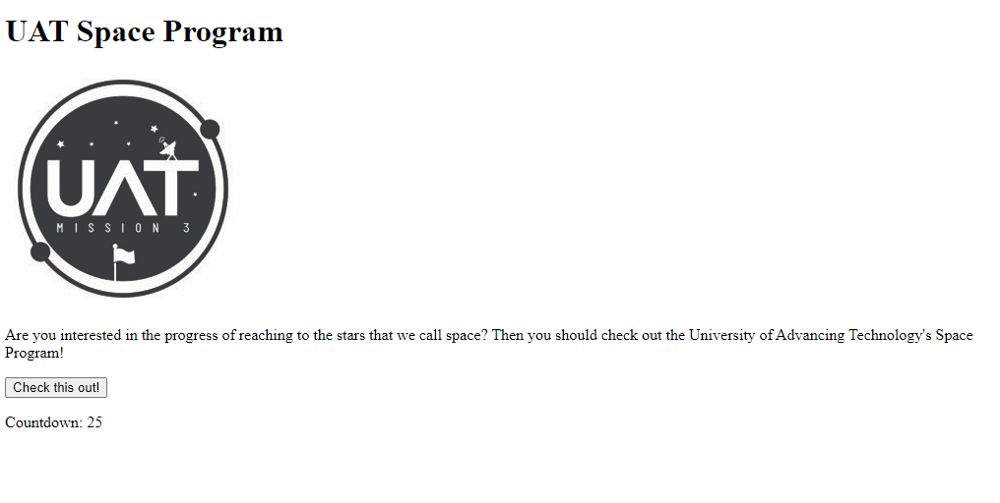 UAT Space Program
UAT
MISSION 3
Are you interested in the progress of reaching to the stars that we call space? Then you should check out the University of Advancing Technology's Space
Program!
Check this out!
Countdown: 25